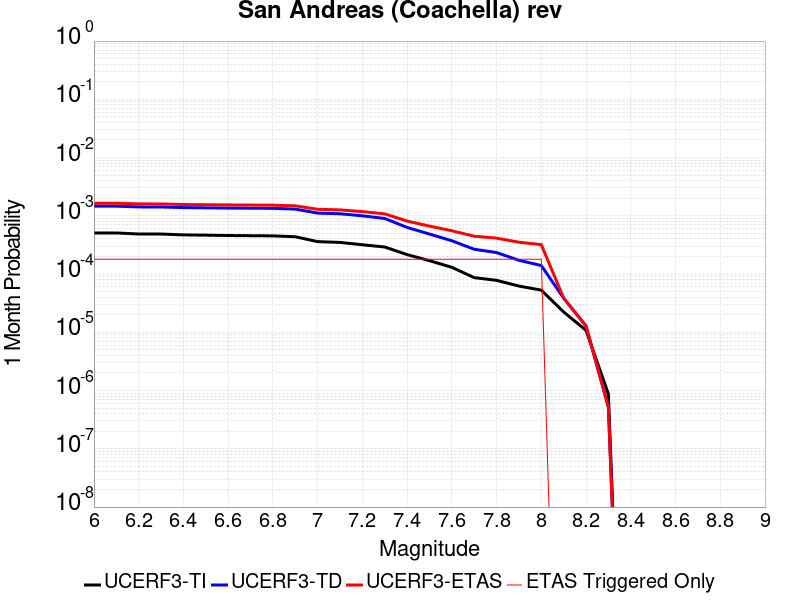 San Andreas (Coachella) rev
10^0
10^-1
10^-2
10^-3
10^-4
10^-5
10^-6
10^-7
10^-8
1 Month Probability
6 6.2 6.4 6.6 6.8 7 7.2 7.4 7.6 7.8 8 8.2 8.4 8.6 8.8 9
Magnitude
UCERF3-TI UCERF3-TD UCERF3-ETAS ETAS Triggered Only